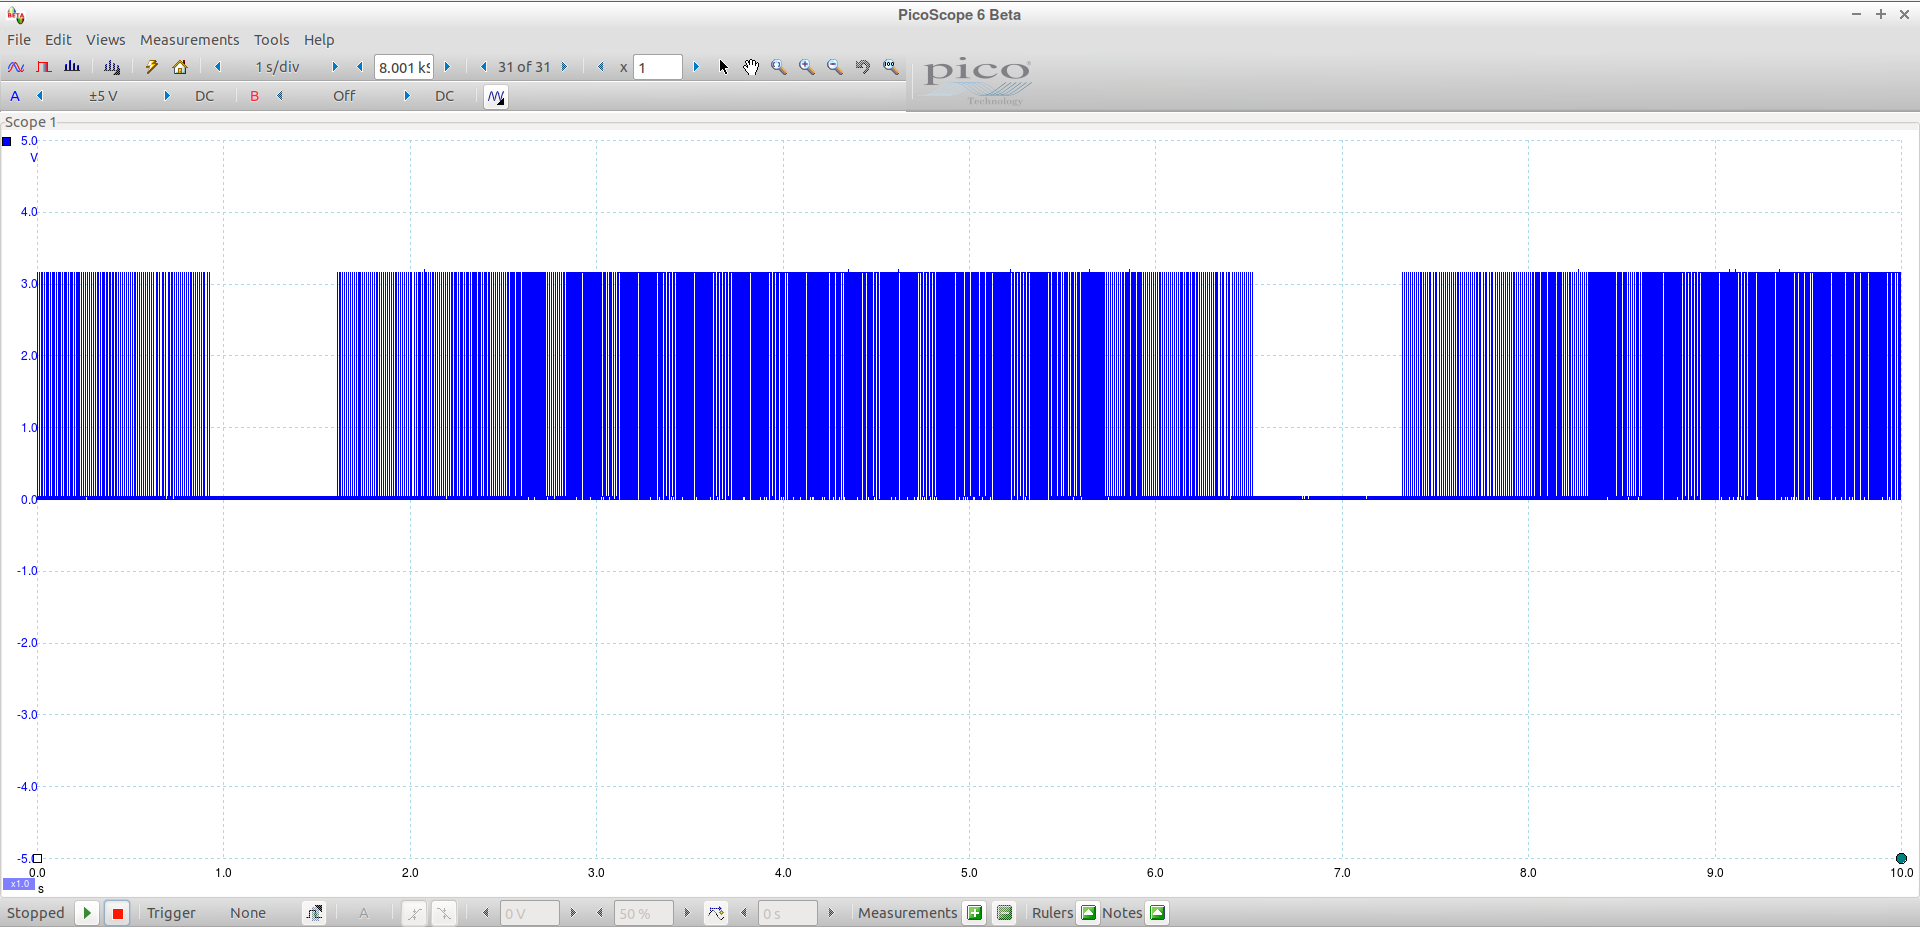 PicoScope 6 Beta
BETA
File Edit Views Measurements Tools Help
1 s/div 8.001 kS 31 of 31 x 1
pico
Technology
A ±5 V DC B Off DC
Scope 1
5.0
V
4.0
3.0
2.0
1.0
0.0
-1.0
-2.0
-3.0
-4.0
-5.0
0.0 1.0 2.0 3.0 4.0 5.0 6.0 7.0 8.0 9.0 10.0
x1.0 s
Stopped Trigger None A 0 V 50 % 0 s Measurements Rulers Notes